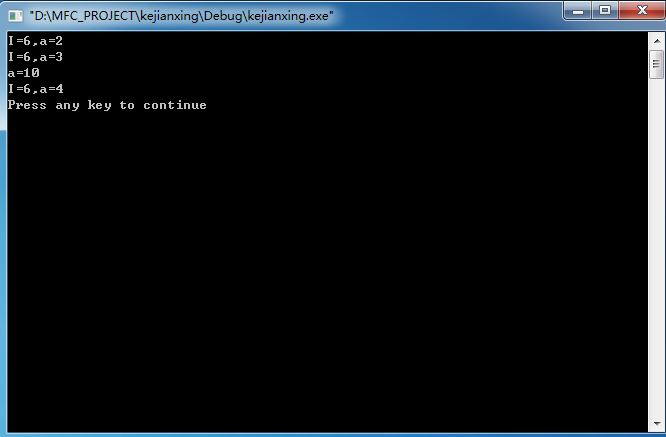 "D:\MFC_PROJECT\kejianxing\Debug\kejianxing.exe"
I=6,a=2
I=6,a=3
a=10
I=6,a=4
Press any key to continue